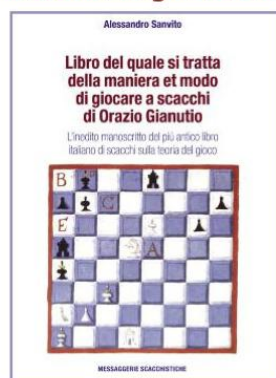 Alessandro Sanvito
Libro del quale si tratta
della maniera et modo
di giocare a scacchi
di Orazio Gianutio
L'inedito manoscritto del più antico libro
italiano di scacchi sulla teoria del gioco
B
C
E
A
MESSAGGERIE SCACCHISTICHE